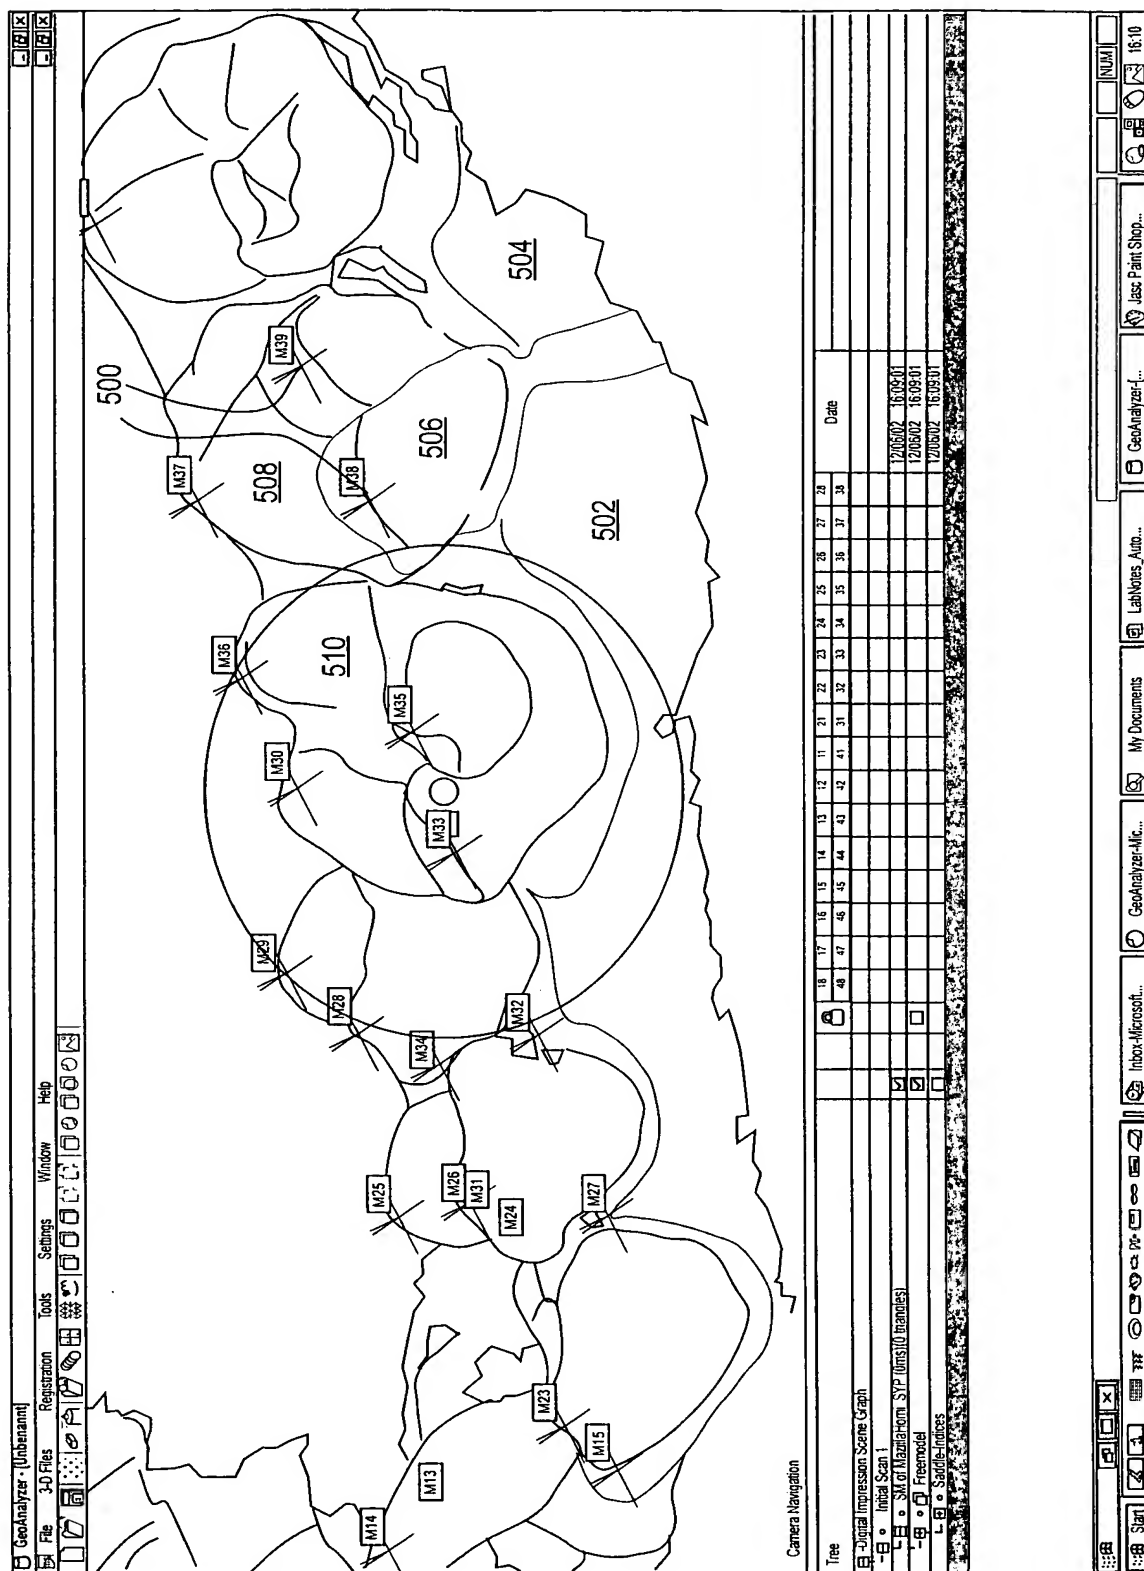 GeoAnalyzer - [Unbenannt]
File 3-D Files Registration Tools Settings Window Help
M14
M13
M15
M23
M25
M26
M31
M24
M27
M34
M28
M32
M29
M33
M30
M35
M36
510
M37
508
M38
506
500
M39
502
504
Camera Navigation
Tree
18 17 16 15 14 13 12 11 21 22 23 24 25 26 27 28 Date
48 47 46 45 44 43 42 41 31 32 33 34 35 36 37 38
Digital Impression Scene Graph
Initial Scan 1
SM of MazillaHomi_SYP (0ms)(0 triangles) 12/06/02 16:09:01
Freemodel 12/06/02 16:09:01
Saddle-Indices 12/06/02 16:09:01
NUM
Start Inbox-Microsoft... GeoAnalyzer-Mic... My Documents LabNotes_Auto... GeoAnalyzer-[... Jasc Paint Shop... 16:10